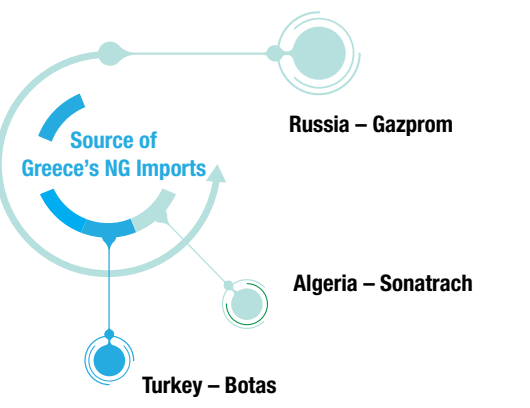 Source of
Greece's NG Imports
Russia – Gazprom
Algeria – Sonatrach
Turkey – Botas